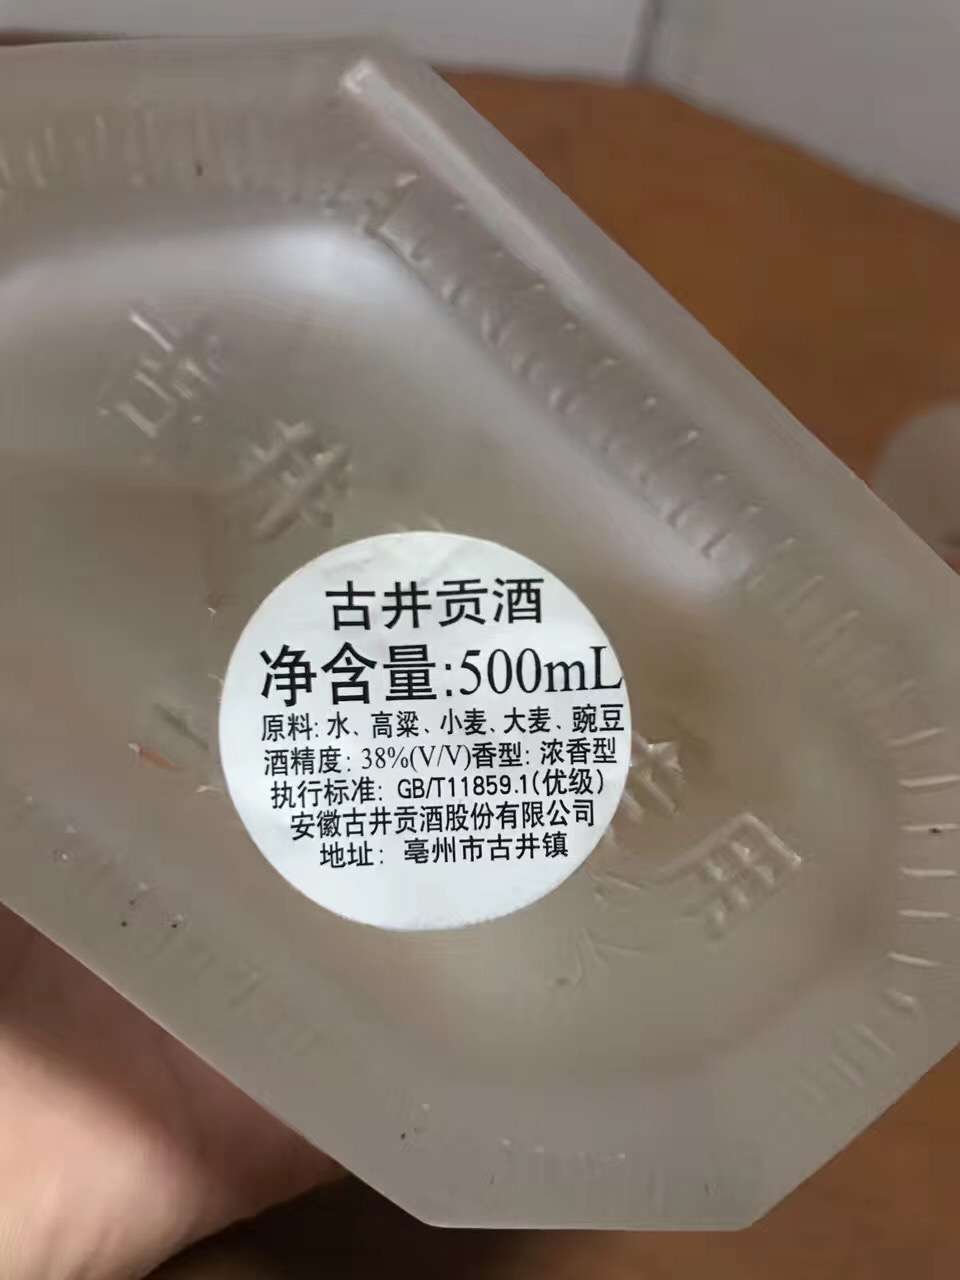 古井贡酒
净含量:500mL
原料: 水、高粱、小麦、大麦、豌豆
酒精度: 38%(V/V)香型: 浓香型
执行标准: GB/T11859.1(优级)
安徽古井贡酒股份有限公司
地址: 亳州市古井镇
古井